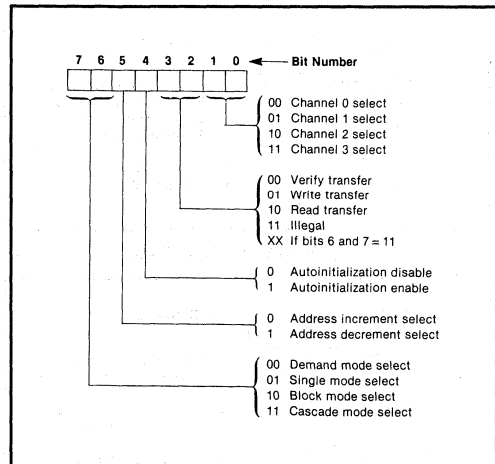 7 6 5 4 3 2 1 0 Bit Number
00 Channel 0 select
01 Channel 1 select
10 Channel 2 select
11 Channel 3 select
00 Verify transfer
01 Write transfer
10 Read transfer
11 Illegal
XX If bits 6 and 7 = 11
0 Autoinitialization disable
1 Autoinitialization enable
0 Address increment select
1 Address decrement select
00 Demand mode select
01 Single mode select
10 Block mode select
11 Cascade mode select